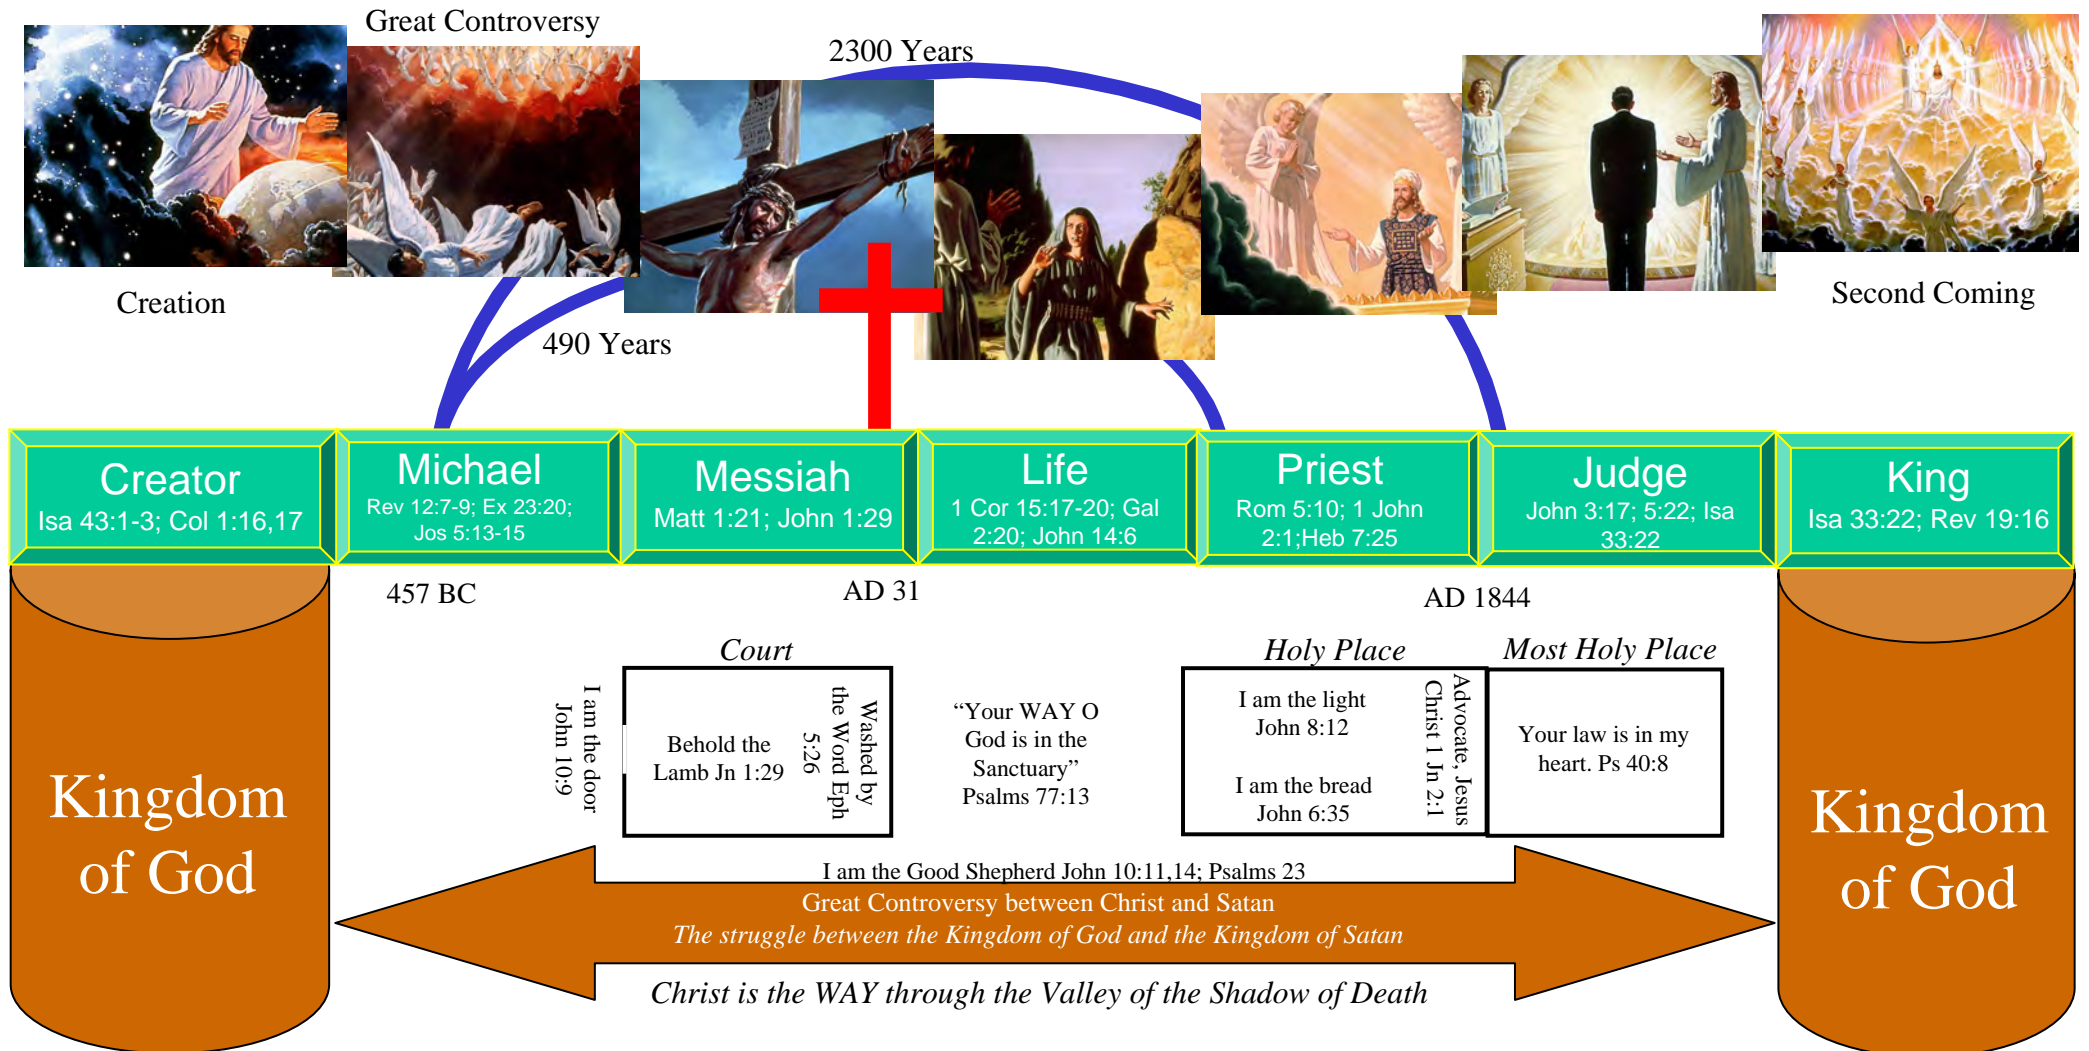 Great Controversy
2300 Years
Creation
490 Years
Second Coming
Creator
Isa 43:1-3; Col 1:16,17
Michael
Rev 12:7-9; Ex 23:20;
Jos 5:13-15
Messiah
Matt 1:21; John 1:29
Life
1 Cor 15:17-20; Gal
2:20; John 14:6
Priest
Rom 5:10; 1 John
2:1;Heb 7:25
Judge
John 3:17; 5:22; Isa
33:22
King
Isa 33:22; Rev 19:16
457 BC
AD 31
AD 1844
Court
Holy Place
Most Holy Place
I am the door
John 10:9
Behold the
Lamb Jn 1:29
Washed by
the Word Eph
5:26
“Your WAY O
God is in the
Sanctuary”
Psalms 77:13
I am the light
John 8:12
I am the bread
John 6:35
Advocate, Jesus
Christ 1 Jn 2:1
Your law is in my
heart. Ps 40:8
Kingdom
of God
Kingdom
of God
I am the Good Shepherd John 10:11,14; Psalms 23
Great Controversy between Christ and Satan
The struggle between the Kingdom of God and the Kingdom of Satan
Christ is the WAY through the Valley of the Shadow of Death